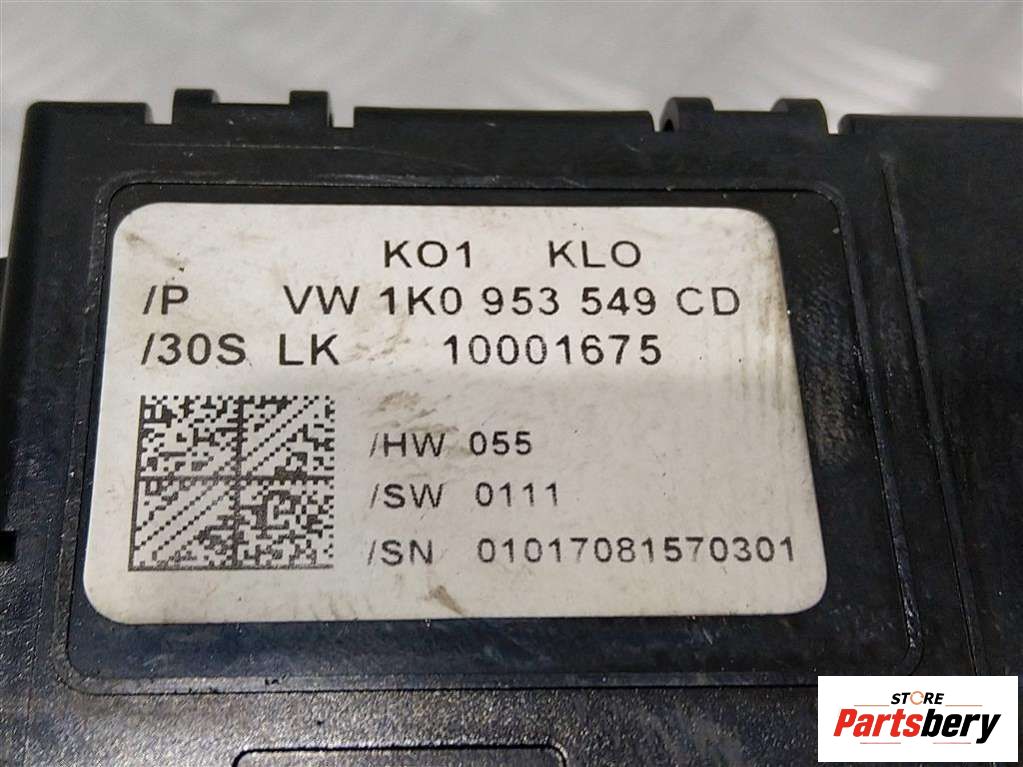 KO1 KLO
/P VW 1K0 953 549 CD
/30S LK 10001675
/HW 055
/SW 0111
/SN 01017081570301
STORE
Partsbery